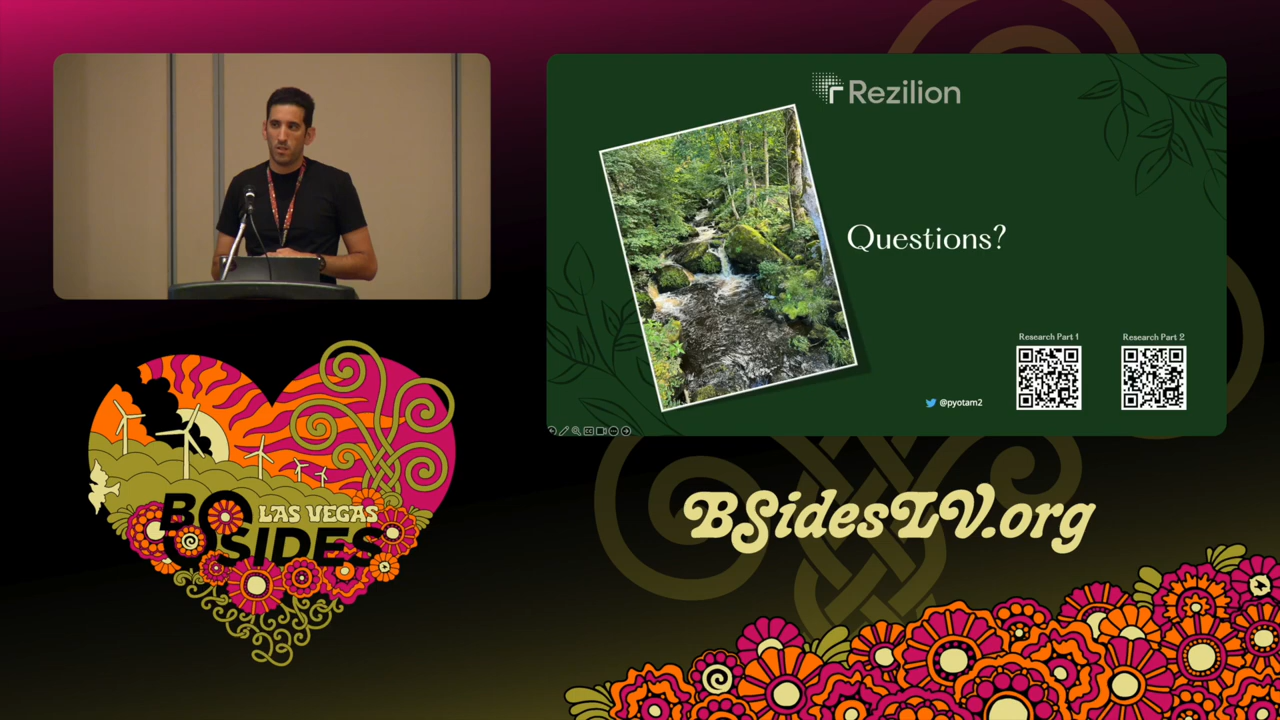 Rezilion
Questions?
Research Part 1
Research Part 2
@pyotam2
BSIDES
LAS VEGAS
BSidesLV.org